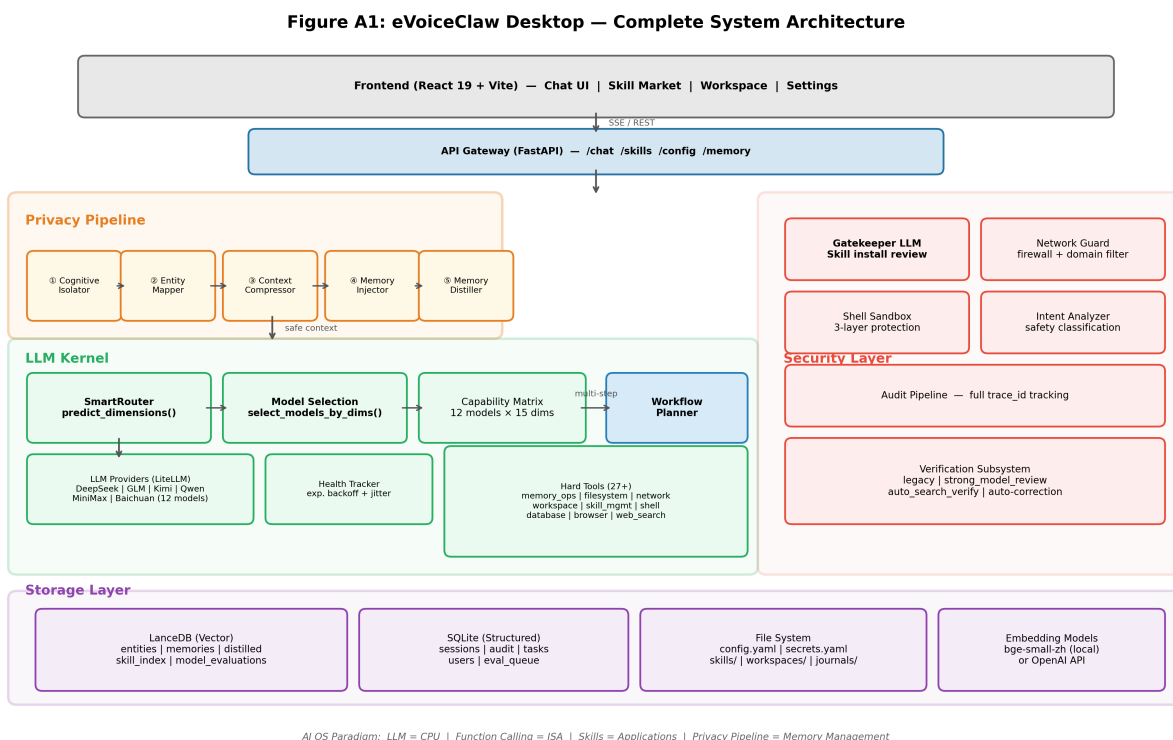 Figure A1: eVoiceClaw Desktop — Complete System Architecture
Frontend (React 19 + Vite) — Chat UI | Skill Market | Workspace | Settings
SSE / REST
API Gateway (FastAPI) — /chat /skills /config /memory
Privacy Pipeline
① Cognitive
Isolator
② Entity
Mapper
③ Context
Compressor
④ Memory
Injector
⑤ Memory
Distiller
safe context
Gatekeeper LLM
Skill install review
Network Guard
firewall + domain filter
Shell Sandbox
3-layer protection
Intent Analyzer
safety classification
Security Layer
Audit Pipeline — full trace_id tracking
Verification Subsystem
legacy | strong_model_review
auto_search_verify | auto-correction
LLM Kernel
SmartRouter
predict_dimensions()
Model Selection
select_models_by_dims()
Capability Matrix
12 models × 15 dims
multi-step
Workflow
Planner
LLM Providers (LiteLLM)
DeepSeek | GLM | Kimi | Qwen
MiniMax | Baichuan (12 models)
Health Tracker
exp. backoff + jitter
Hard Tools (27+)
memory_ops | filesystem | network
workspace | skill_mgmt | shell
database | browser | web_search
Storage Layer
LanceDB (Vector)
entities | memories | distilled
skill_index | model_evaluations
SQLite (Structured)
sessions | audit | tasks
users | eval_queue
File System
config.yaml | secrets.yaml
skills/ | workspaces/ | journals/
Embedding Models
bge-small-zh (local)
or OpenAI API
AI OS Paradigm: LLM = CPU | Function Calling = ISA | Skills = Applications | Privacy Pipeline = Memory Management